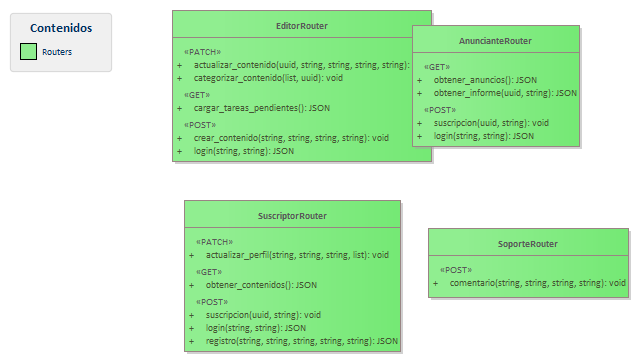 Contenidos
Routers
EditorRouter
«PATCH»
+ actualizar_contenido(uuid, string, string, string, string):
+ categorizar_contenido(list, uuid): void
«GET»
+ cargar_tareas_pendientes(): JSON
«POST»
+ crear_contenido(string, string, string, string): void
+ login(string, string): JSON
AnuncianteRouter
«GET»
+ obtener_anuncios(): JSON
+ obtener_informe(uuid, string): JSON
«POST»
+ suscripcion(uuid, string): void
+ login(string, string): JSON
SuscriptorRouter
«PATCH»
+ actualizar_perfil(string, string, string, list): void
«GET»
+ obtener_contenidos(): JSON
«POST»
+ suscripcion(uuid, string): void
+ login(string, string): JSON
+ registro(string, string, string, string, string): JSON
SoporteRouter
«POST»
+ comentario(string, string, string, string): void